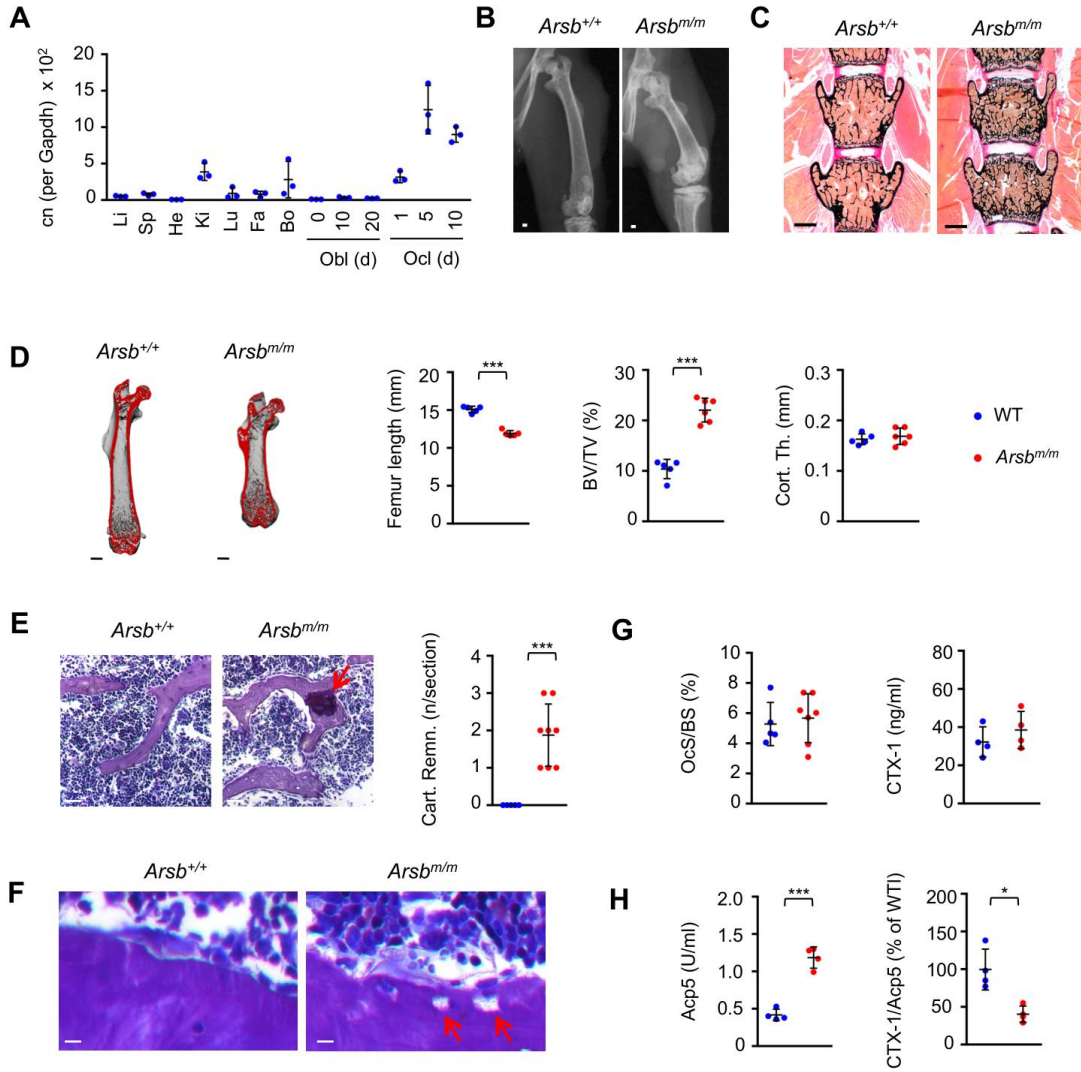 A
cn (per Gapdh) x 10²
20
15
10
5
0
Li
Sp
He
Ki
Lu
Fa
Bo
0
10
20
1
5
10
Obl (d)
Ocl (d)
B
Arsb+/+
Arsbm/m
C
Arsb+/+
Arsbm/m
D
Arsb+/+
Arsbm/m
Femur length (mm)
20
15
10
5
0
***
BV/TV (%)
30
20
10
0
***
Cort. Th. (mm)
0.3
0.2
0.1
0
WT
Arsbm/m
E
Arsb+/+
Arsbm/m
Cart. Remn. (n/section)
4
3
2
1
0
***
G
OcS/BS (%)
10
8
6
4
2
0
CTX-1 (ng/ml)
80
60
40
20
0
F
Arsb+/+
Arsbm/m
H
Acp5 (U/ml)
2.0
1.5
1.0
0.5
0
***
CTX-1/Acp5 (% of WTI)
200
150
100
50
0
*